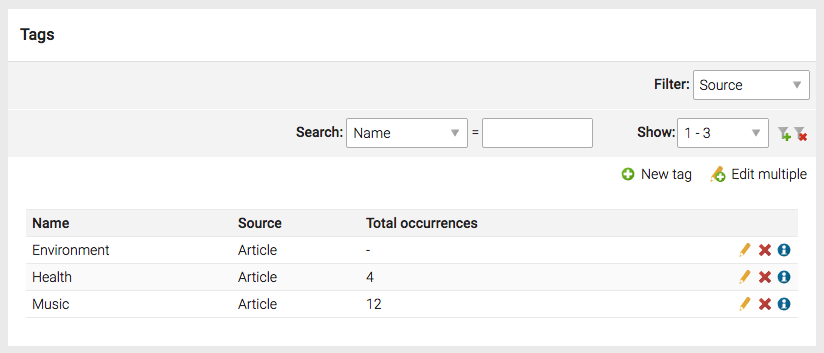 Tags
Filter: Source
Search: Name = Show: 1 - 3
New tag Edit multiple
Name Source Total occurrences
Environment Article -
Health Article 4
Music Article 12